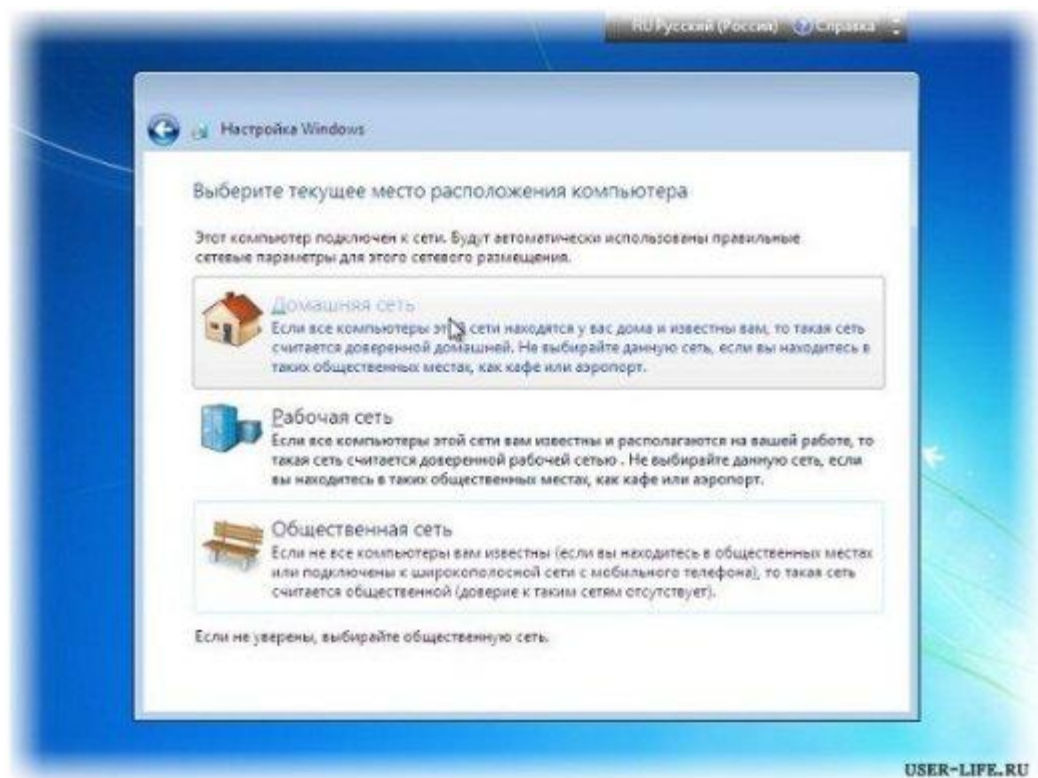 RU Русский (Россия) Справка
Настройка Windows
Выберите текущее место расположения компьютера
Этот компьютер подключен к сети. Будут автоматически использованы правильные
сетевые параметры для этого сетевого размещения.
Домашняя сеть
Если все компьютеры этой сети находятся у вас дома и известны вам, то такая сеть
считается доверенной домашней. Не выбирайте данную сеть, если вы находитесь в
таких общественных местах, как кафе или аэропорт.
Рабочая сеть
Если все компьютеры этой сети вам известны и располагаются на вашей работе, то
такая сеть считается доверенной рабочей сетью . Не выбирайте данную сеть, если
вы находитесь в таких общественных местах, как кафе или аэропорт.
Общественная сеть
Если не все компьютеры вам известны (если вы находитесь в общественных местах
или подключены к широкополосной сети с мобильного телефона), то такая сеть
считается общественной (доверие к таким сетям отсутствует).
Если не уверены, выбирайте общественную сеть.
USER-LIFE.RU